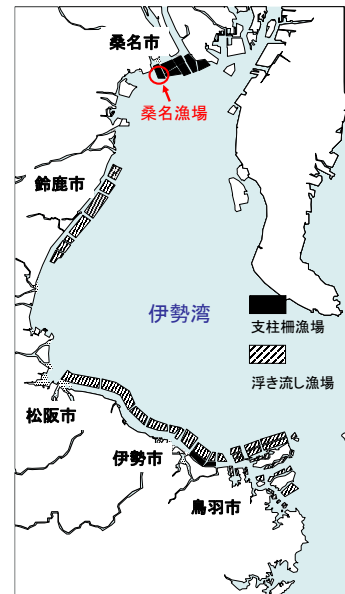 桑名市
桑名漁場
鈴鹿市
伊勢湾
支柱柵漁場
浮き流し漁場
松阪市
伊勢市
鳥羽市